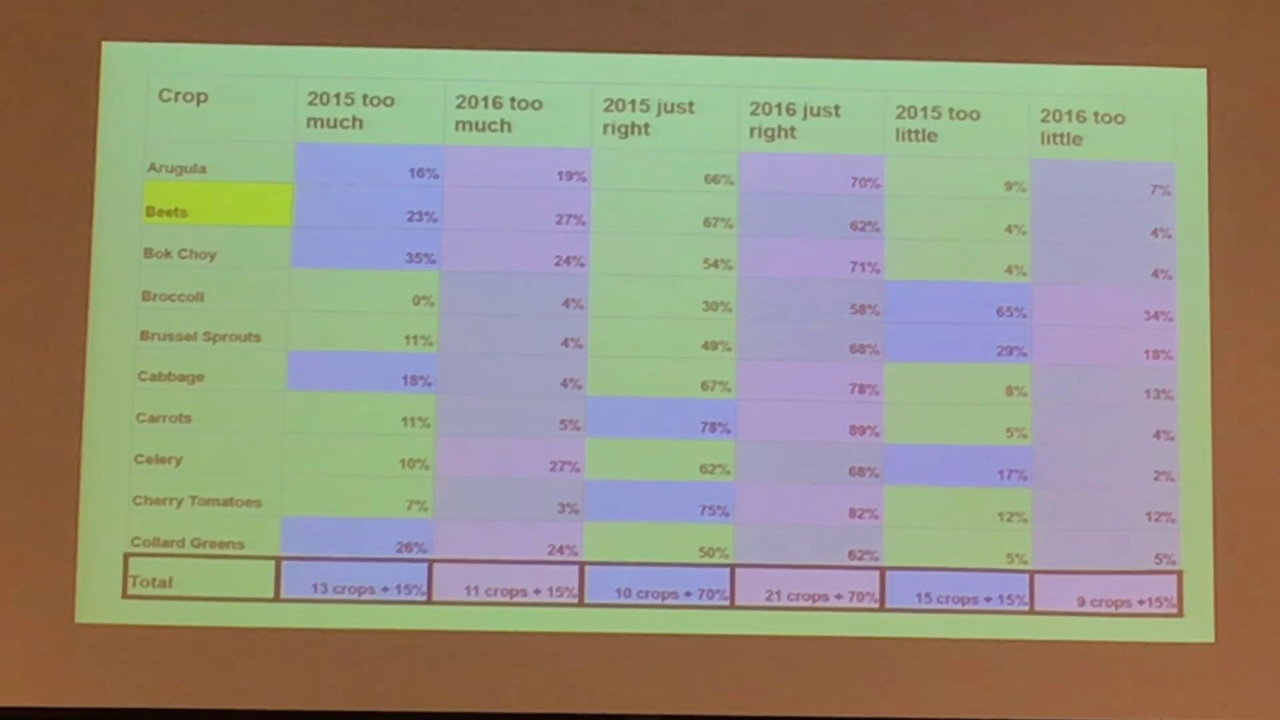 Crop 2015 too much 2016 too much 2015 just right 2016 just right 2015 too little 2016 too little
Arugula 16% 19% 66% 70% 9% 7%
Beets 23% 27% 67% 62% 4% 4%
Bok Choy 35% 24% 54% 71% 4% 4%
Broccoli 0% 4% 30% 58% 65% 34%
Brussel Sprouts 11% 4% 49% 68% 29% 18%
Cabbage 18% 4% 67% 78% 8% 13%
Carrots 11% 5% 78% 89% 5% 4%
Celery 10% 27% 62% 68% 17% 2%
Cherry Tomatoes 7% 3% 75% 82% 12% 12%
Collard Greens 26% 24% 50% 62% 5% 5%
Total 13 crops + 15% 11 crops + 15% 10 crops + 70% 21 crops + 70% 15 crops + 15% 9 crops +15%